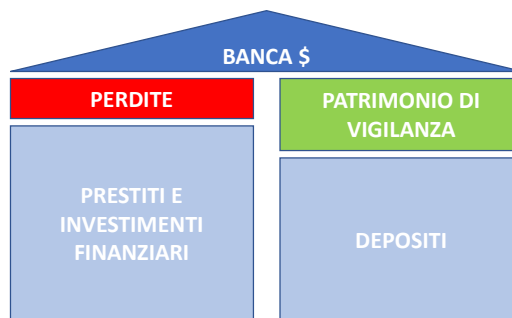 BANCA $
PERDITE
PRESTITI E
INVESTIMENTI
FINANZIARI
PATRIMONIO DI
VIGILANZA
DEPOSITI